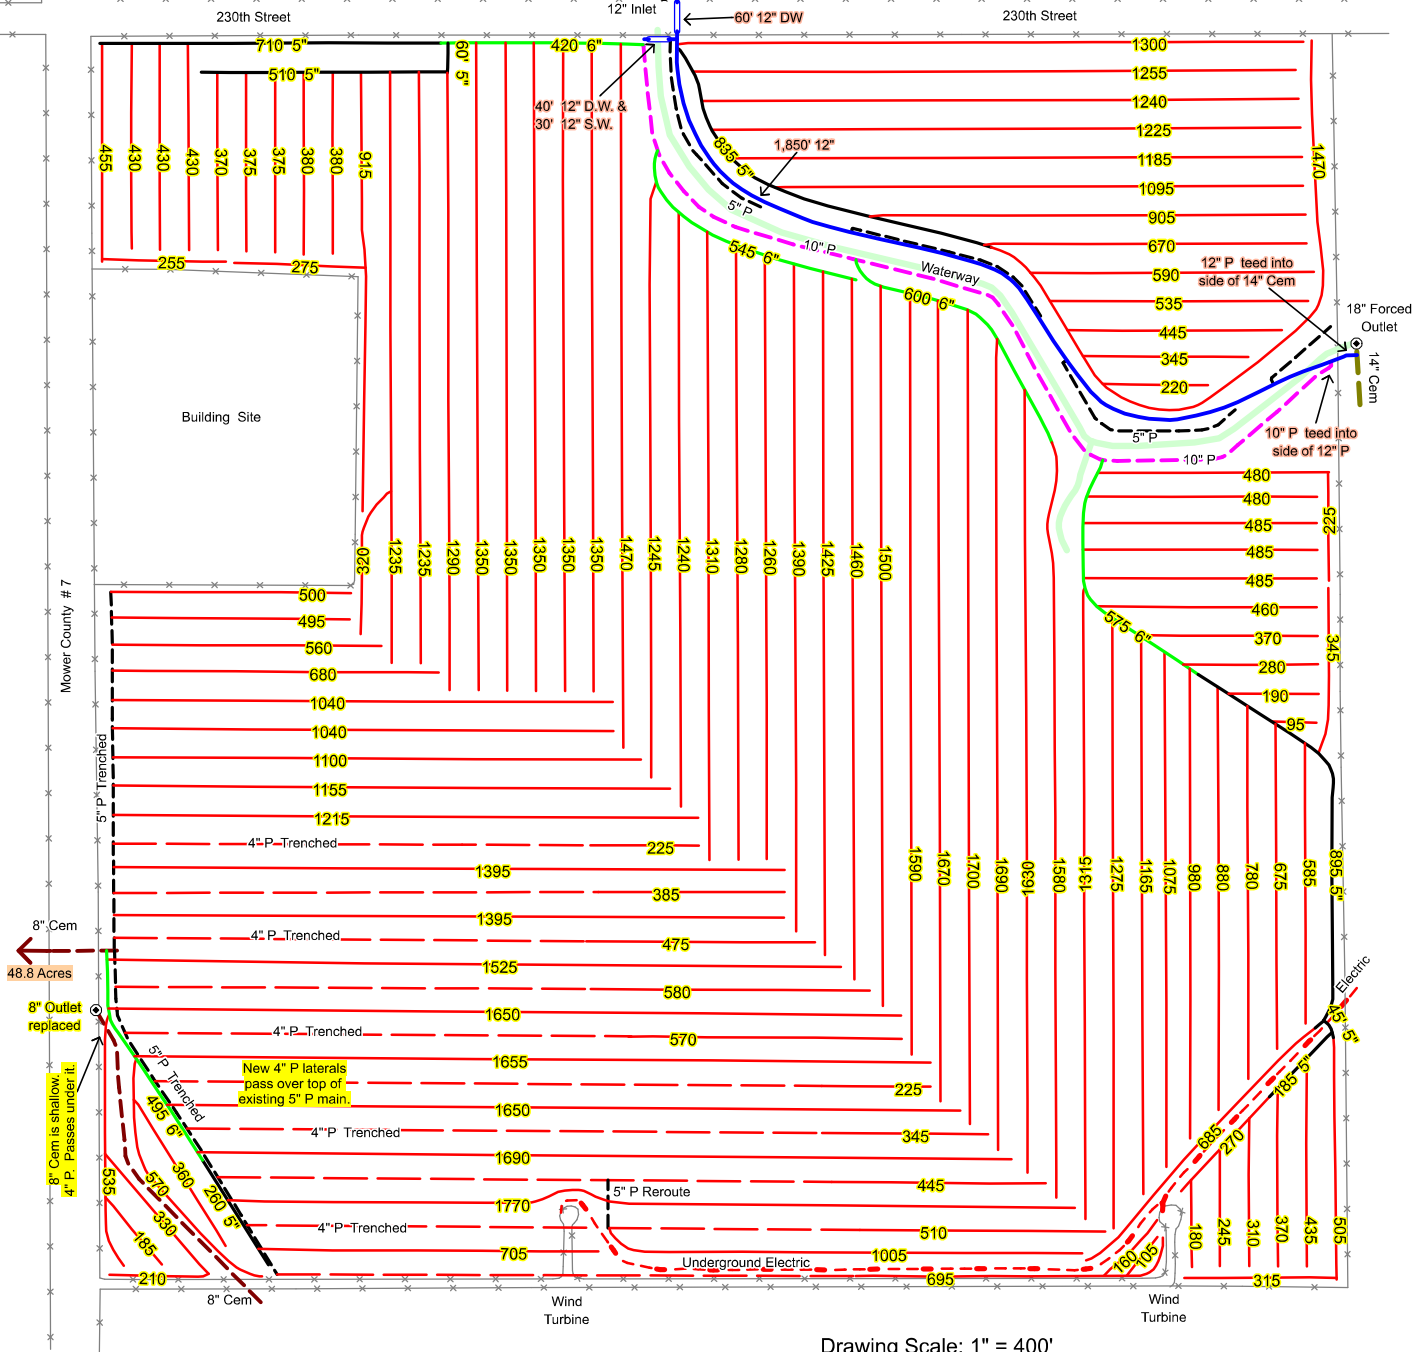 230th Street
12" Inlet
60' 12" DW
230th Street
710 5"
60' 5"
420 6"
1300
510 5"
1255
40' 12" D.W. &
30' 12" S.W.
1240
1225
1,850' 12"
835 5"
1185
1470
455
430
430
430
370
375
375
380
380
915
1095
5" P
905
10" P
545 6"
670
255
275
Waterway
590
12" P teed into
side of 14" Cem
600 6"
535
18" Forced
Outlet
445
345
14" Cem
220
Building Site
5" P
10" P
10" P teed into
side of 12" P
480
480
485
225
485
485
320
1235
1235
1290
1350
1350
1350
1350
1350
1470
1245
1240
1310
1280
1260
1390
1425
1460
1500
500
460
495
575 6"
370
345
560
280
680
190
Mower County # 7
1040
95
1040
1100
5" P Trenched
1155
1215
4" P Trenched
225
1395
1590
1670
1700
1690
1630
1580
1315
1275
1165
1075
980
880
780
675
585
895 5"
385
1395
8" Cem
4" P Trenched
475
48.8 Acres
1525
580
Electric
8" Outlet
replaced
1650
4" P Trenched
570
45' 5"
5" P Trenched
1655
New 4" P laterals
pass over top of
existing 5" P main.
225
185 5"
8" Cem is shallow.
4" P. Passes under it.
495 6"
1650
4" P Trenched
345
685
270
1690
535
570
360
445
5" P Reroute
260 5"
1770
330
4" P Trenched
510
180
245
310
370
435
505
185
705
1005
160
105
Underground Electric
210
695
315
8" Cem
Wind
Turbine
Wind
Turbine
Drawing Scale: 1" = 400'